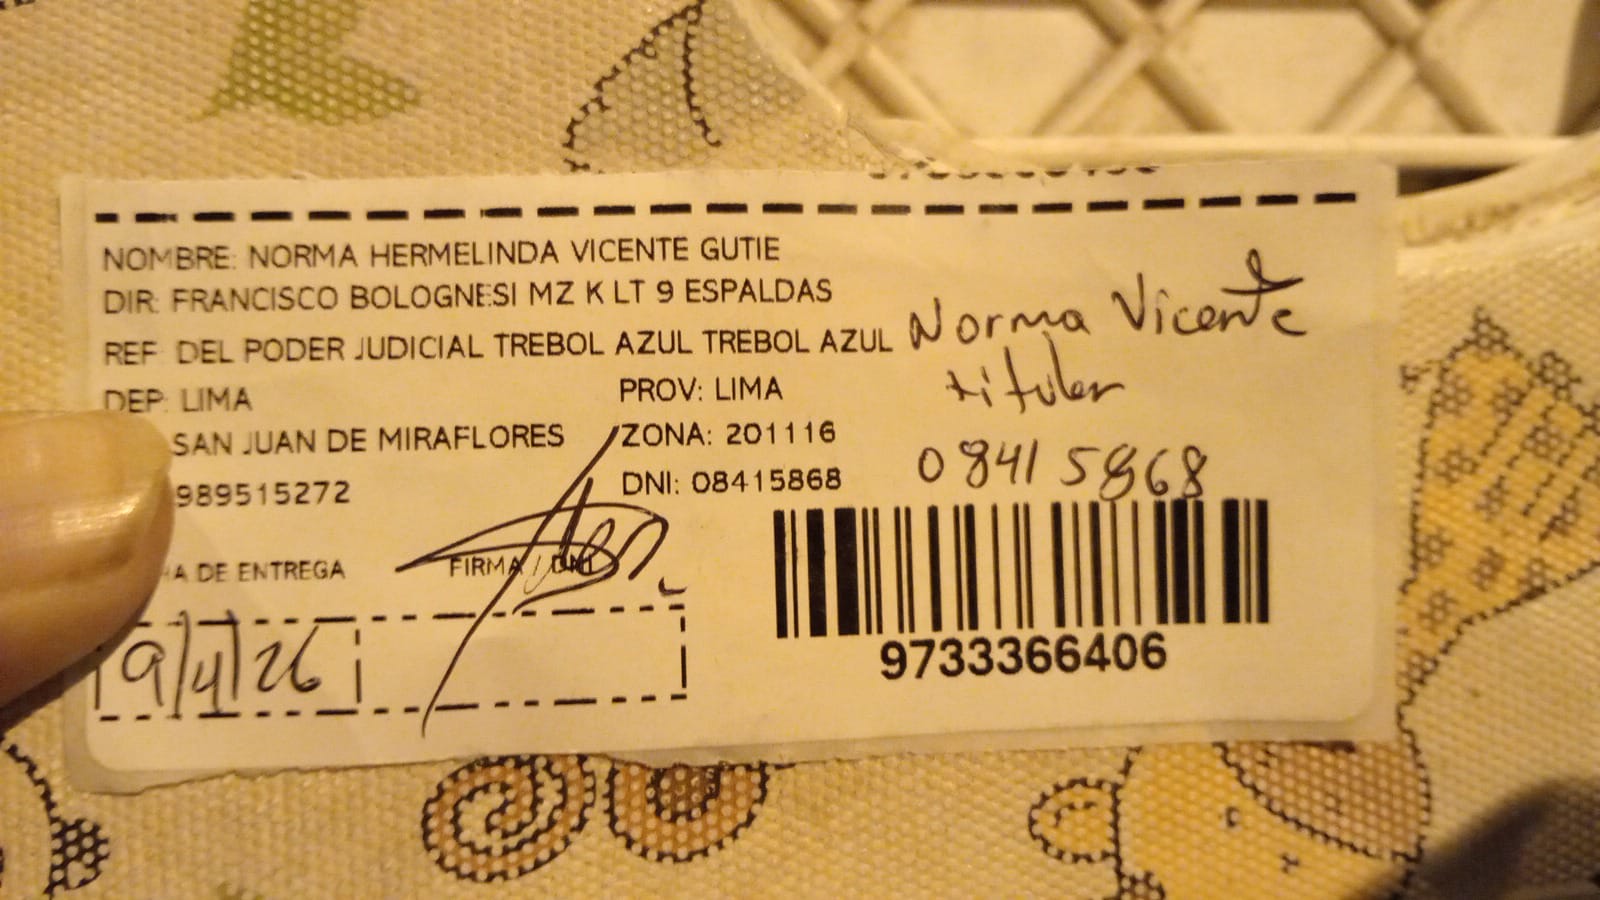 NOMBRE: NORMA HERMELINDA VICENTE GUTIE
DIR: FRANCISCO BOLOGNESI MZ K LT 9 ESPALDAS
REF: DEL PODER JUDICIAL TREBOL AZUL TREBOL AZUL
Norma Vicente
titular
DEP: LIMA PROV: LIMA
SAN JUAN DE MIRAFLORES ZONA: 201116
989515272 DNI: 08415868
08415868
HA DE ENTREGA FIRMA / DNI
9/4/26
9733366406